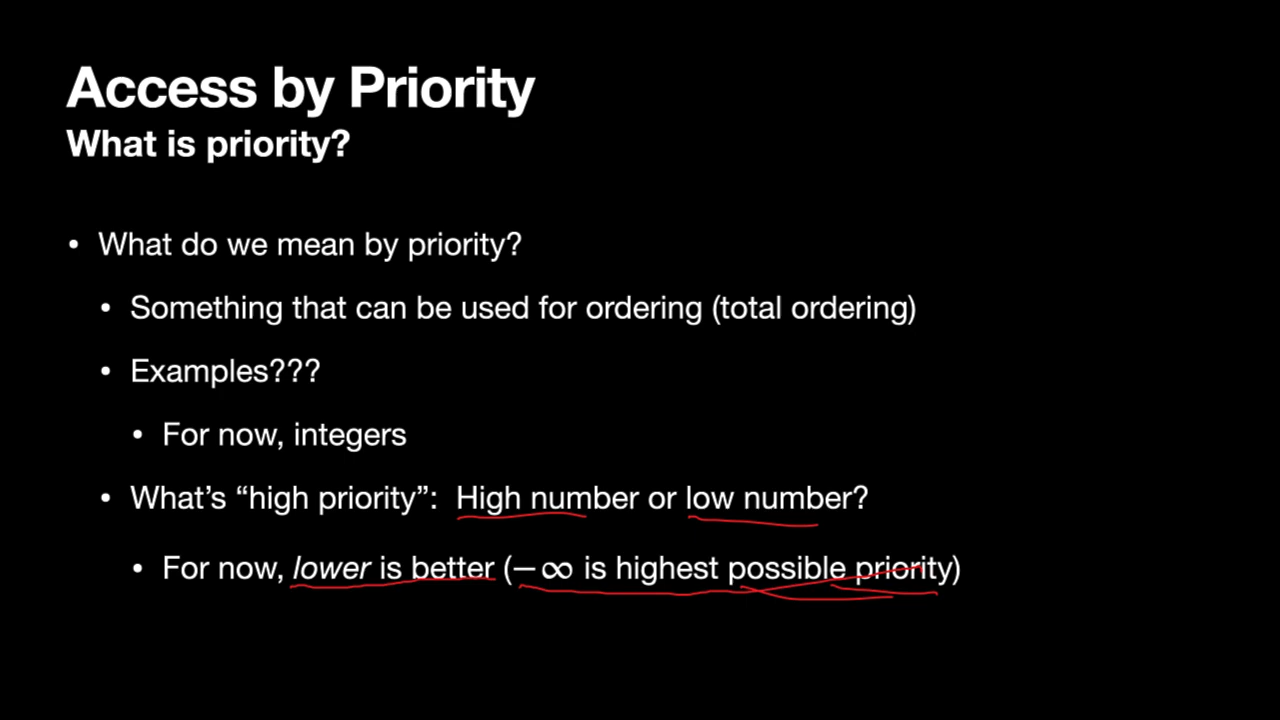 Access by Priority
What is priority?
• What do we mean by priority?
• Something that can be used for ordering (total ordering)
• Examples???
• For now, integers
• What's “high priority”: High number or low number?
• For now, lower is better (−∞ is highest possible priority)